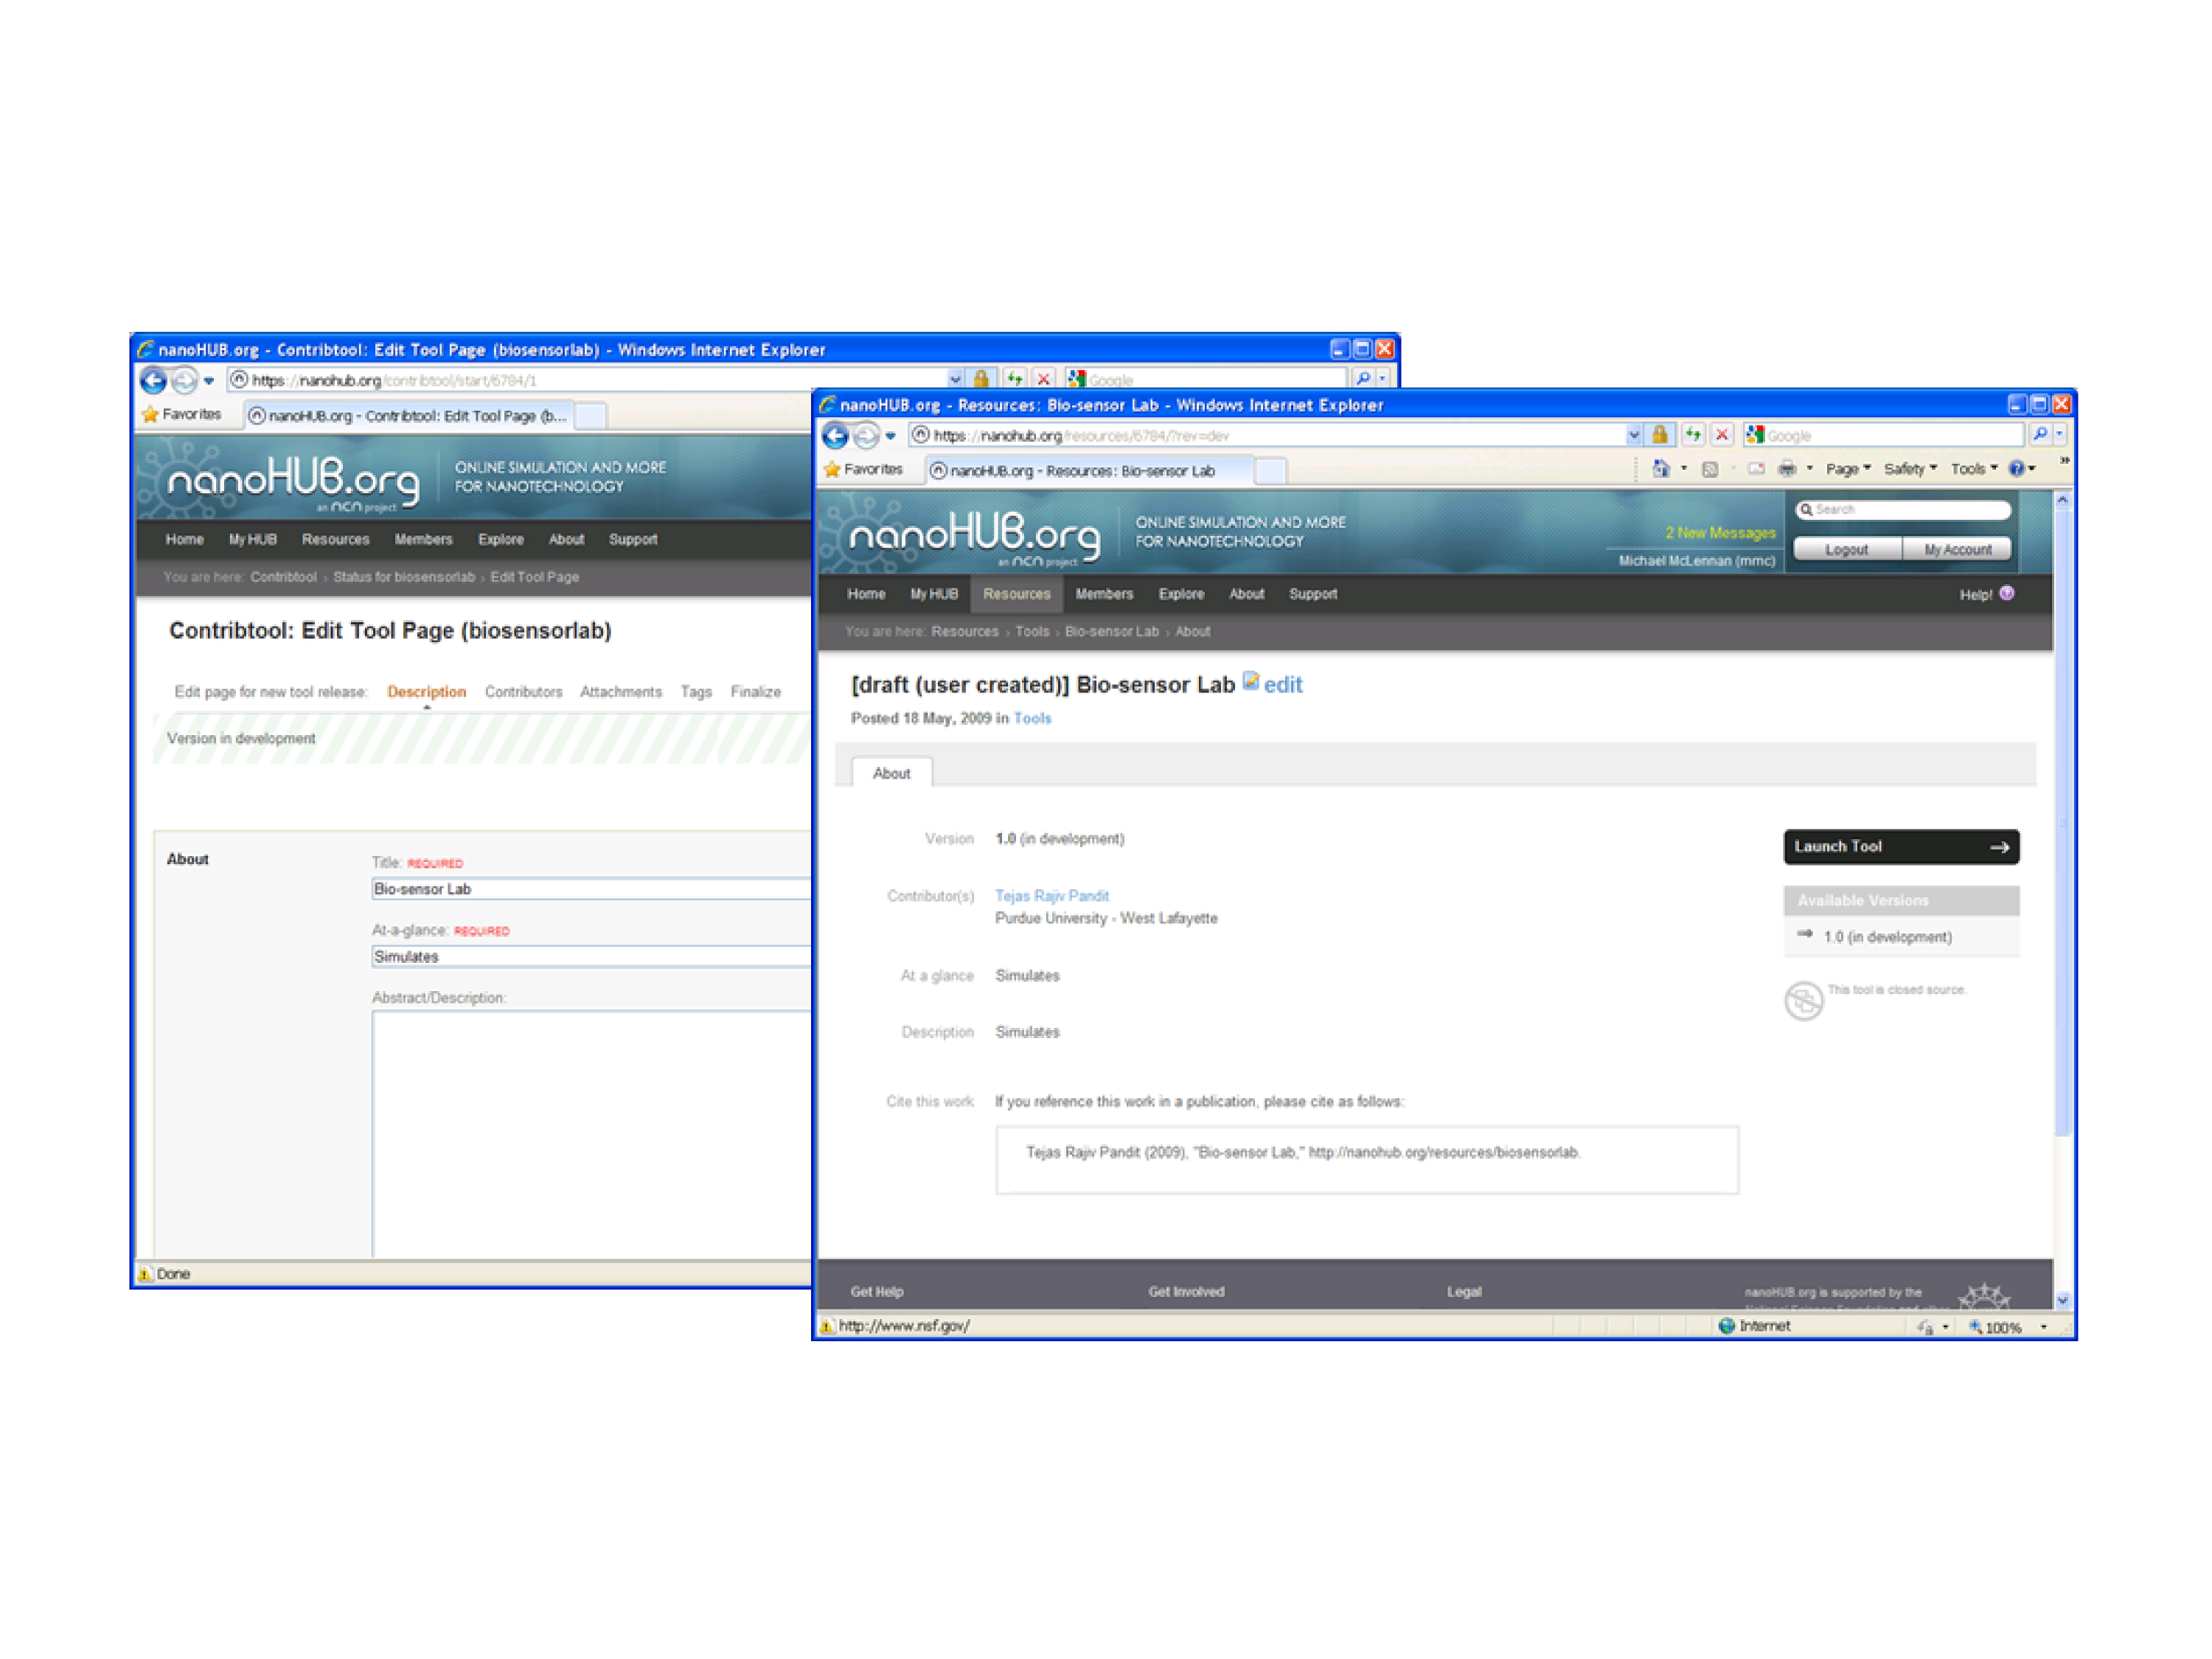 nanoHUB.org - Contribtool: Edit Tool Page (biosensorlab) - Windows Internet Explorer
https://nanohub.org/contribtool/start/6784/1
Google
Favorites
nanoHUB.org - Contribtool: Edit Tool Page (b...
nanoHUB.org
an ncn project
ONLINE SIMULATION AND MORE
FOR NANOTECHNOLOGY
Home My HUB Resources Members Explore About Support
You are here: Contribtool › Status for biosensorlab › Edit Tool Page
Contribtool: Edit Tool Page (biosensorlab)
Edit page for new tool release: Description Contributors Attachments Tags Finalize
Version in development
About
Title: REQUIRED
Bio-sensor Lab
At-a-glance: REQUIRED
Simulates
Abstract/Description:
Done
nanoHUB.org - Resources: Bio-sensor Lab - Windows Internet Explorer
https://nanohub.org/resources/6784/?rev=dev
Google
Favorites
nanoHUB.org - Resources: Bio-sensor Lab
Page Safety Tools
nanoHUB.org
an ncn project
ONLINE SIMULATION AND MORE
FOR NANOTECHNOLOGY
2 New Messages
Michael McLennan (mmc)
Search
Logout My Account
Home My HUB Resources Members Explore About Support Help!
You are here: Resources › Tools › Bio-sensor Lab › About
[draft (user created)] Bio-sensor Lab edit
Posted 18 May, 2009 in Tools
About
Version 1.0 (in development)
Contributor(s) Tejas Rajiv Pandit
Purdue University - West Lafayette
At a glance Simulates
Description Simulates
Cite this work If you reference this work in a publication, please cite as follows:
Tejas Rajiv Pandit (2009), "Bio-sensor Lab," http://nanohub.org/resources/biosensorlab.
Launch Tool
Available Versions
1.0 (in development)
This tool is closed source.
Get Help Get Involved Legal
nanoHUB.org is supported by the
http://www.nsf.gov/
Internet
100%